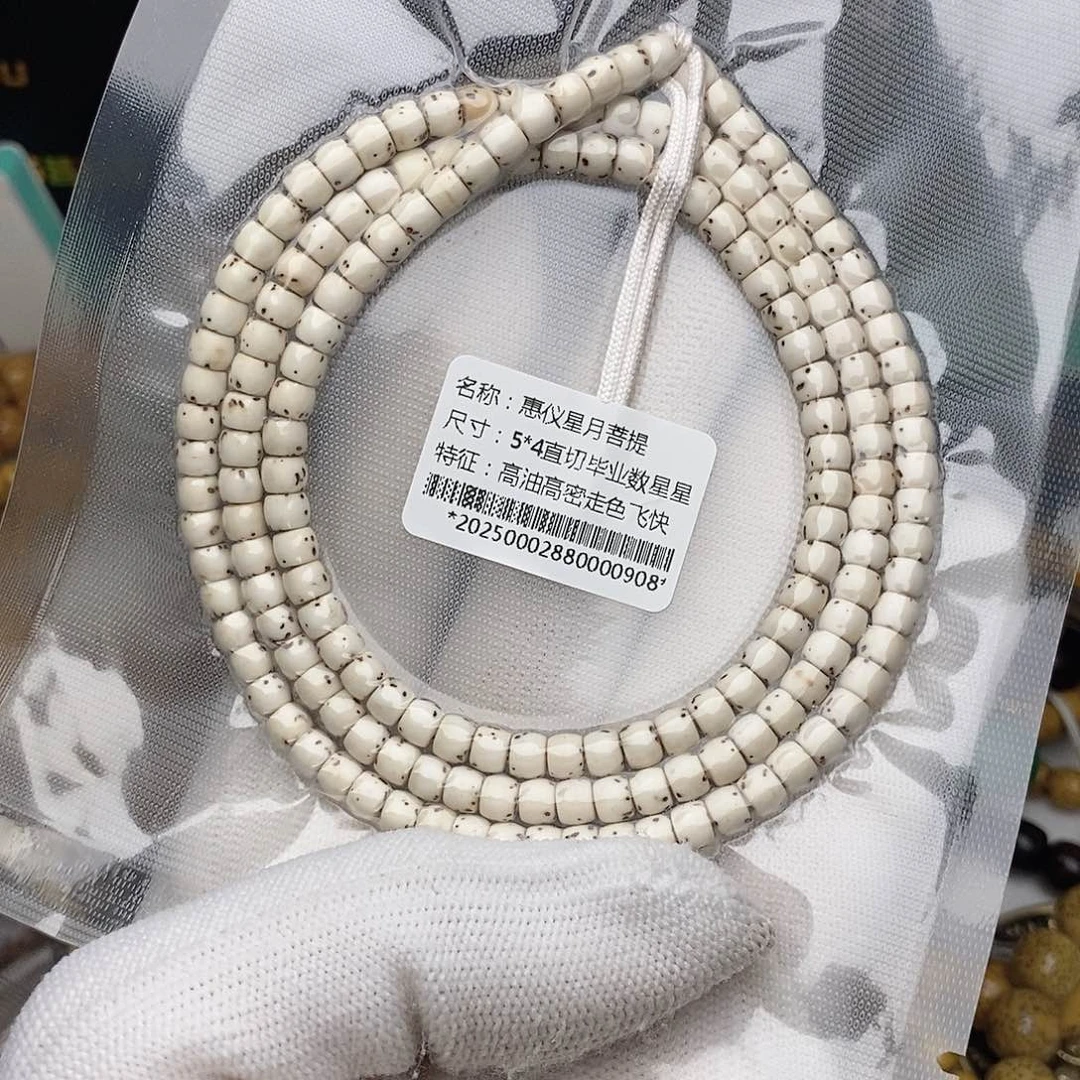 名称：惠仪星月菩提
尺寸：5*4直切毕业数星星
特征：高油高密走色飞快
*20250002880000908*